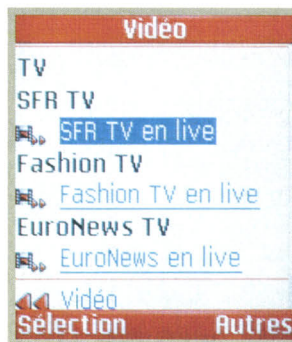 Vidéo
TV
SFR TV
SFR TV en live
Fashion TV
Fashion TV en live
EuroNews TV
EuroNews en live
Vidéo
Sélection Autres